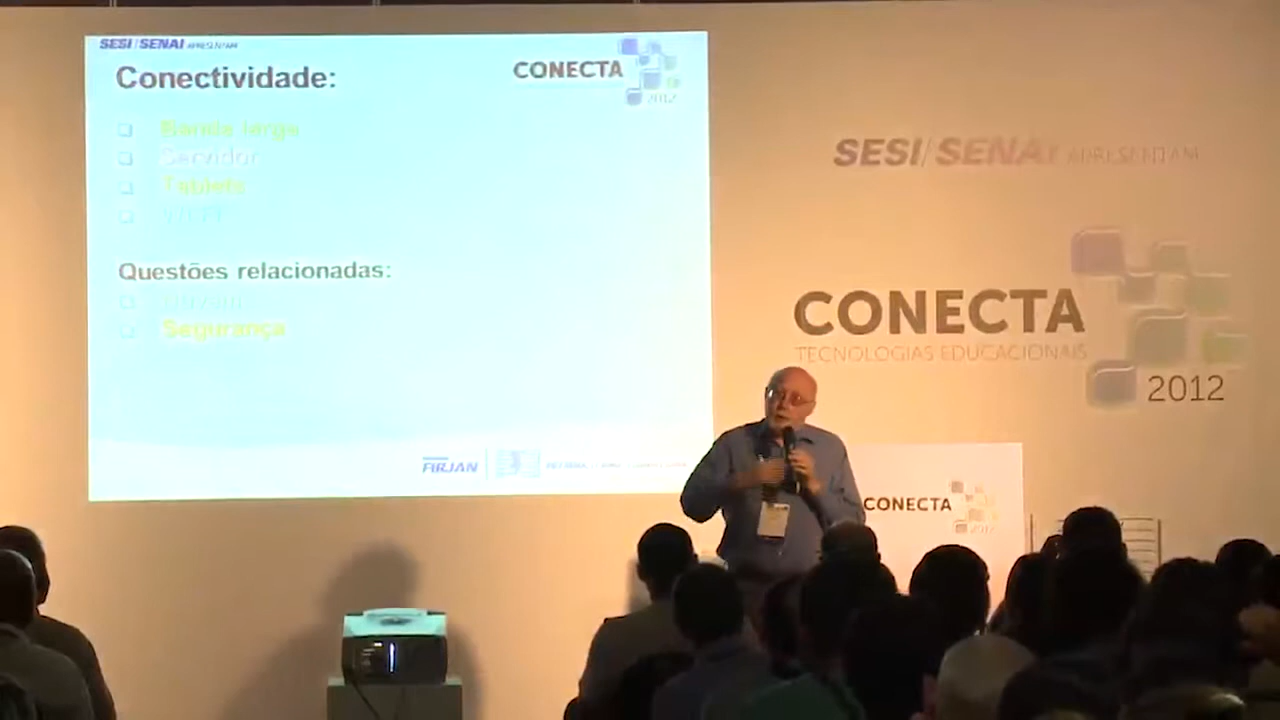 SESI/SENAI APRESENTAM
CONECTA
2012
Conectividade:
Banda larga
Servidor
Tablets
Questões relacionadas:
Segurança
FIRJAN
SESI/SENAI APRESENTAM
CONECTA
TECNOLOGIAS EDUCACIONAIS
2012
CONECTA
2012